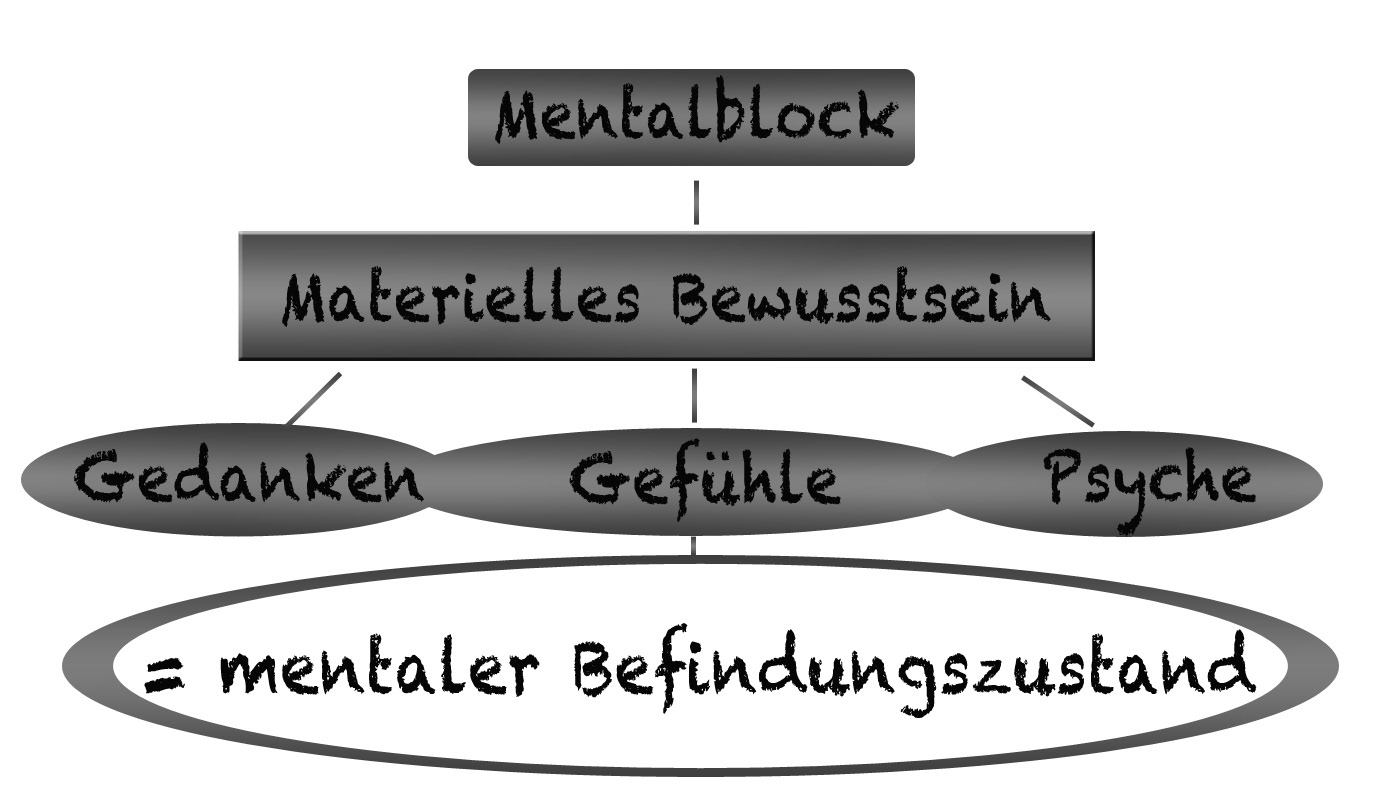 Mentalblock
Materielles Bewusstsein
Gedanken Gefühle Psyche
= mentaler Befindungszustand